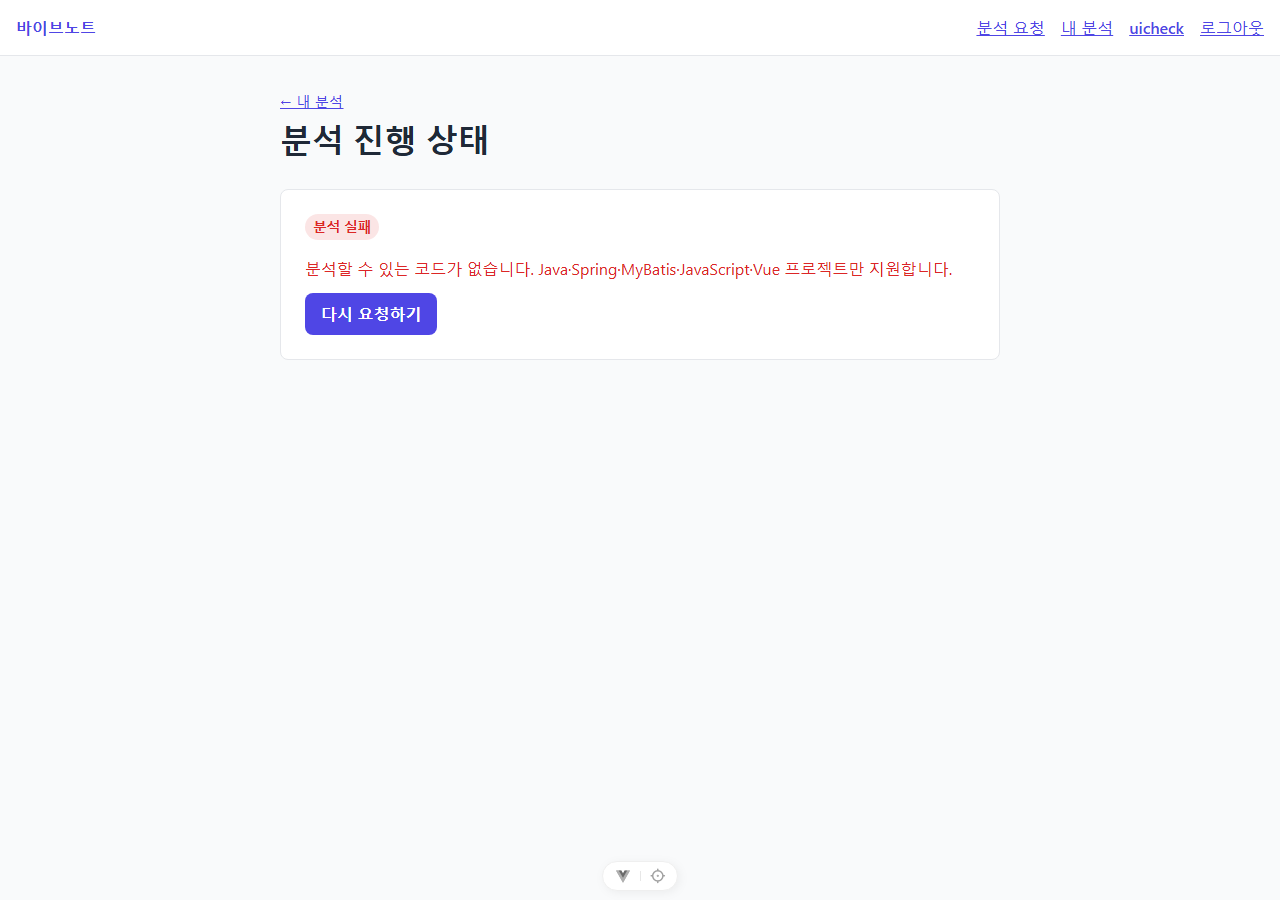 바이브노트
분석 요청 내 분석 uicheck 로그아웃
← 내 분석
분석 진행 상태
분석 실패
분석할 수 있는 코드가 없습니다. Java·Spring·MyBatis·JavaScript·Vue 프로젝트만 지원합니다.
다시 요청하기